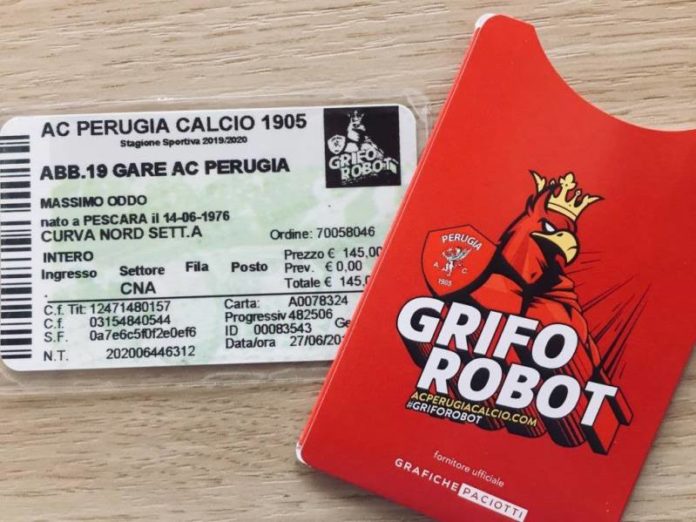 AC PERUGIA CALCIO 1905
Stagione Sportiva 2019/2020
GRIFO
ROBOT
ABB.19 GARE AC PERUGIA
MASSIMO ODDO
nato a PESCARA il 14-06-1976
CURVA NORD SETT.A Ordine: 70058046
INTERO Prezzo € 145,00
Ingresso Settore Fila Posto Prev. € 0,00
CNA Totale € 145,
C.f. Tit: 12471480157 Carta: A0078324
C.f. 03154840544 Progressiv 482506
S.F. 0a7e6c5f0f2e0ef6 ID 00083543 Ge
N.T. 202006446312 Data/ora 27/06/20
PERUGIA
A. C.
1905
GRIFO
ROBOT
ACPERUGIACALCIO.COM
#GRIFOROBOT
fornitore ufficiale
GRAFICHE PACIOTTI